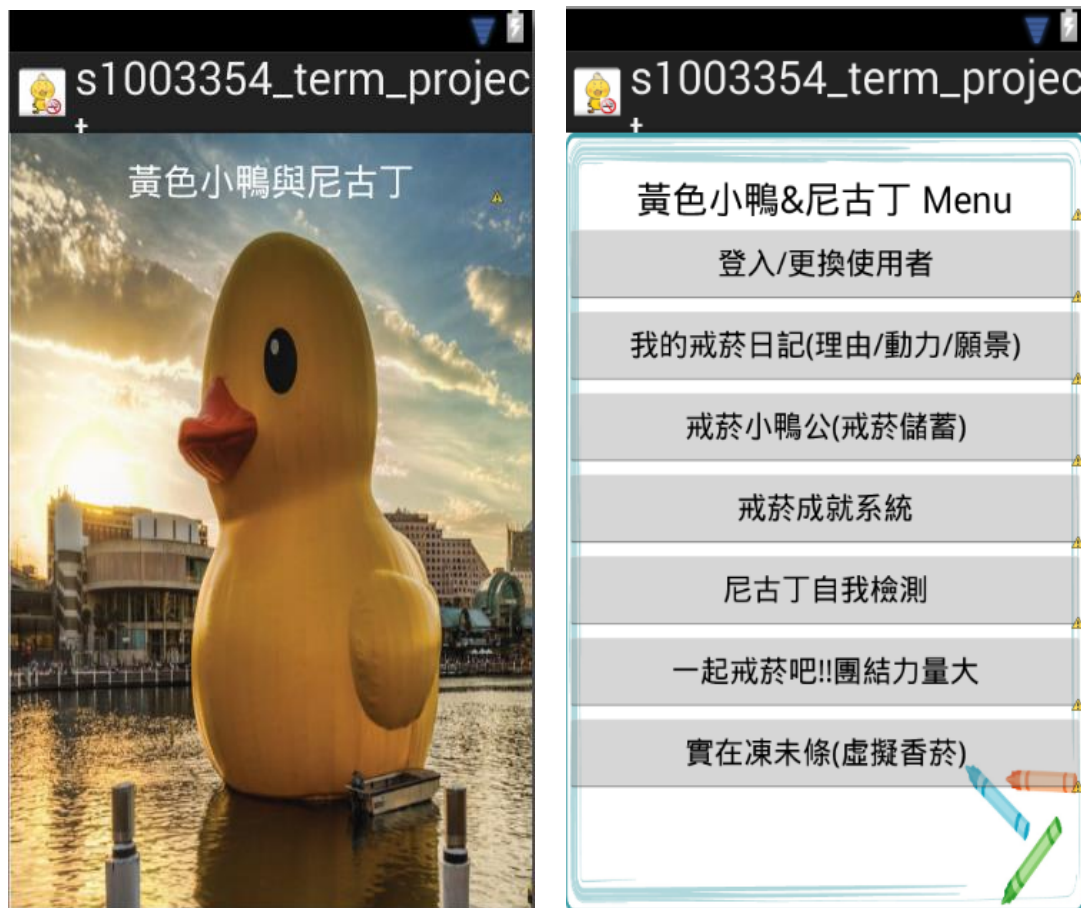 s1003354_term_projec
t
黃色小鴨與尼古丁
s1003354_term_projec
t
黃色小鴨&尼古丁 Menu
登入/更換使用者
我的戒菸日記(理由/動力/願景)
戒菸小鴨公(戒菸儲蓄)
戒菸成就系統
尼古丁自我檢測
一起戒菸吧!!團結力量大
實在凍未條(虛擬香菸)